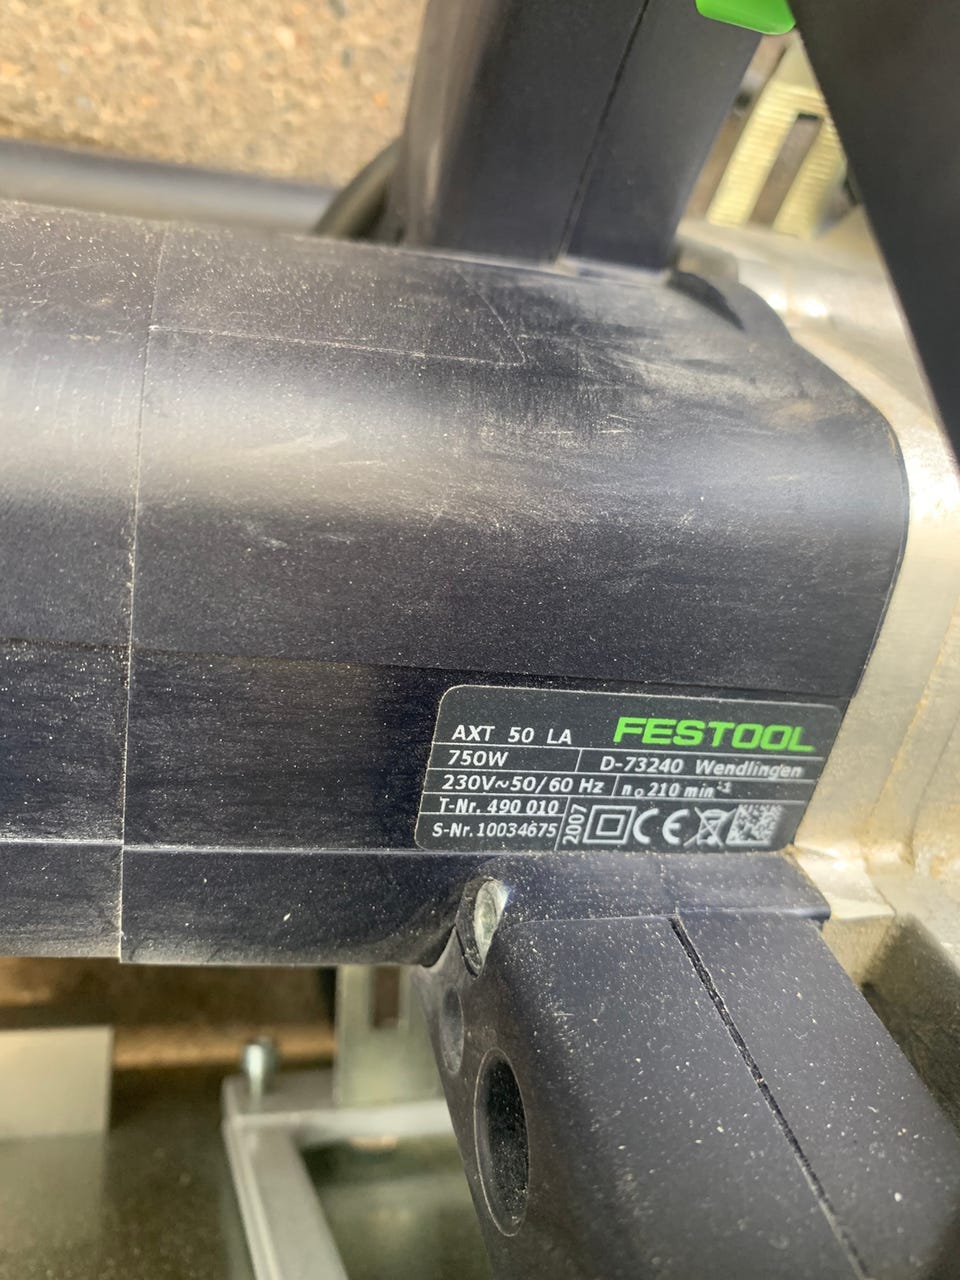 AXT 50 LA FESTOOL
750W D-73240 Wendlingen
230V~50/60 Hz n₀ 210 min⁻¹
T-Nr. 490 010
S-Nr. 10034675 2007 CE